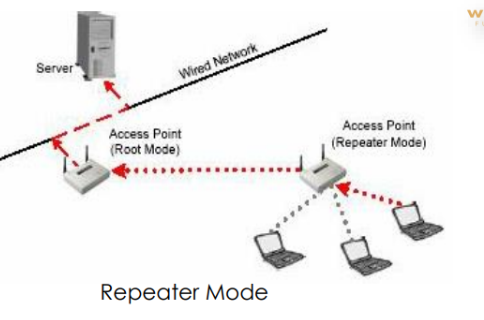 Server
Wired Network
Access Point
(Root Mode)
Access Point
(Repeater Mode)
Repeater Mode